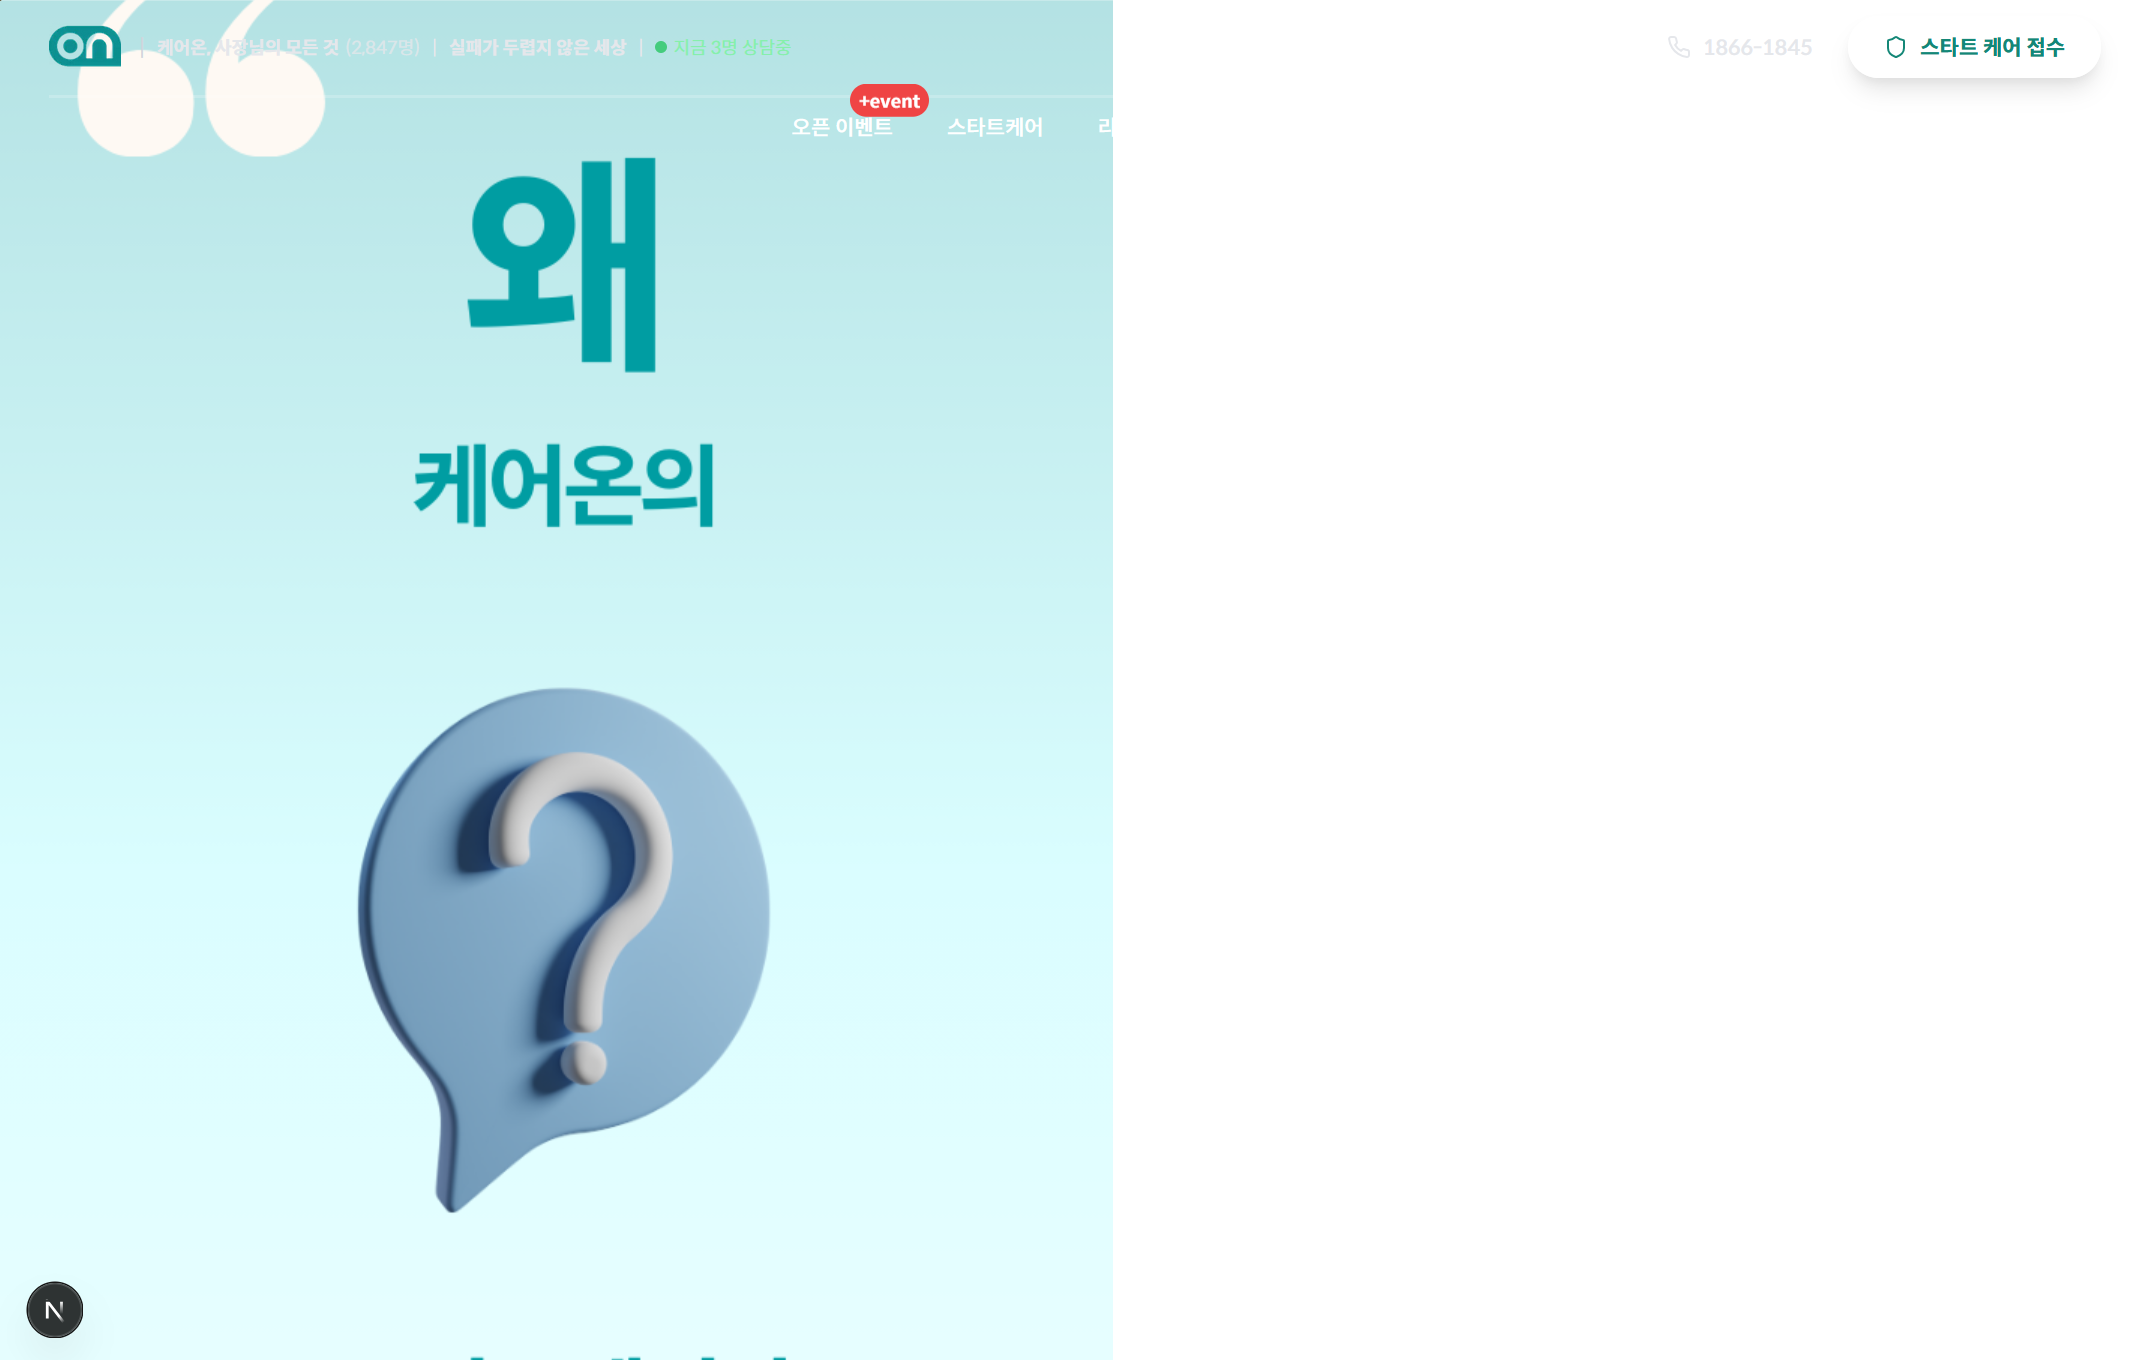 on
케어온, 사장님의 모든 것 (2,847명) | 실패가 두렵지 않은 세상 | 지금 3명 상담중
1866-1845
스타트 케어 접수
+event
오픈 이벤트
스타트케어
왜
케어온의
?
N